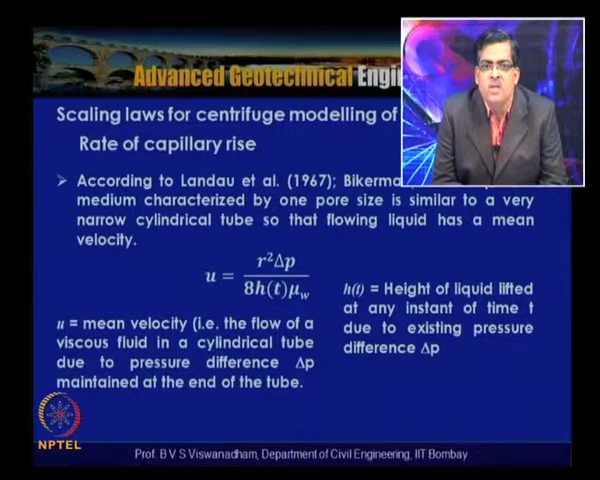 Advanced Geotechnical Engi
Scaling laws for centrifuge modelling of
Rate of capillary rise
➢ According to Landau et al. (1967); Bikerma
medium characterized by one pore size is similar to a very
narrow cylindrical tube so that flowing liquid has a mean
velocity.
u = r²Δp / 8h(t)μw
h(t) = Height of liquid lifted
at any instant of time t
due to existing pressure
difference Δp
u = mean velocity (i.e. the flow of a
viscous fluid in a cylindrical tube
due to pressure difference Δp
maintained at the end of the tube.
NPTEL
Prof. B V S Viswanadham, Department of Civil Engineering, IIT Bombay